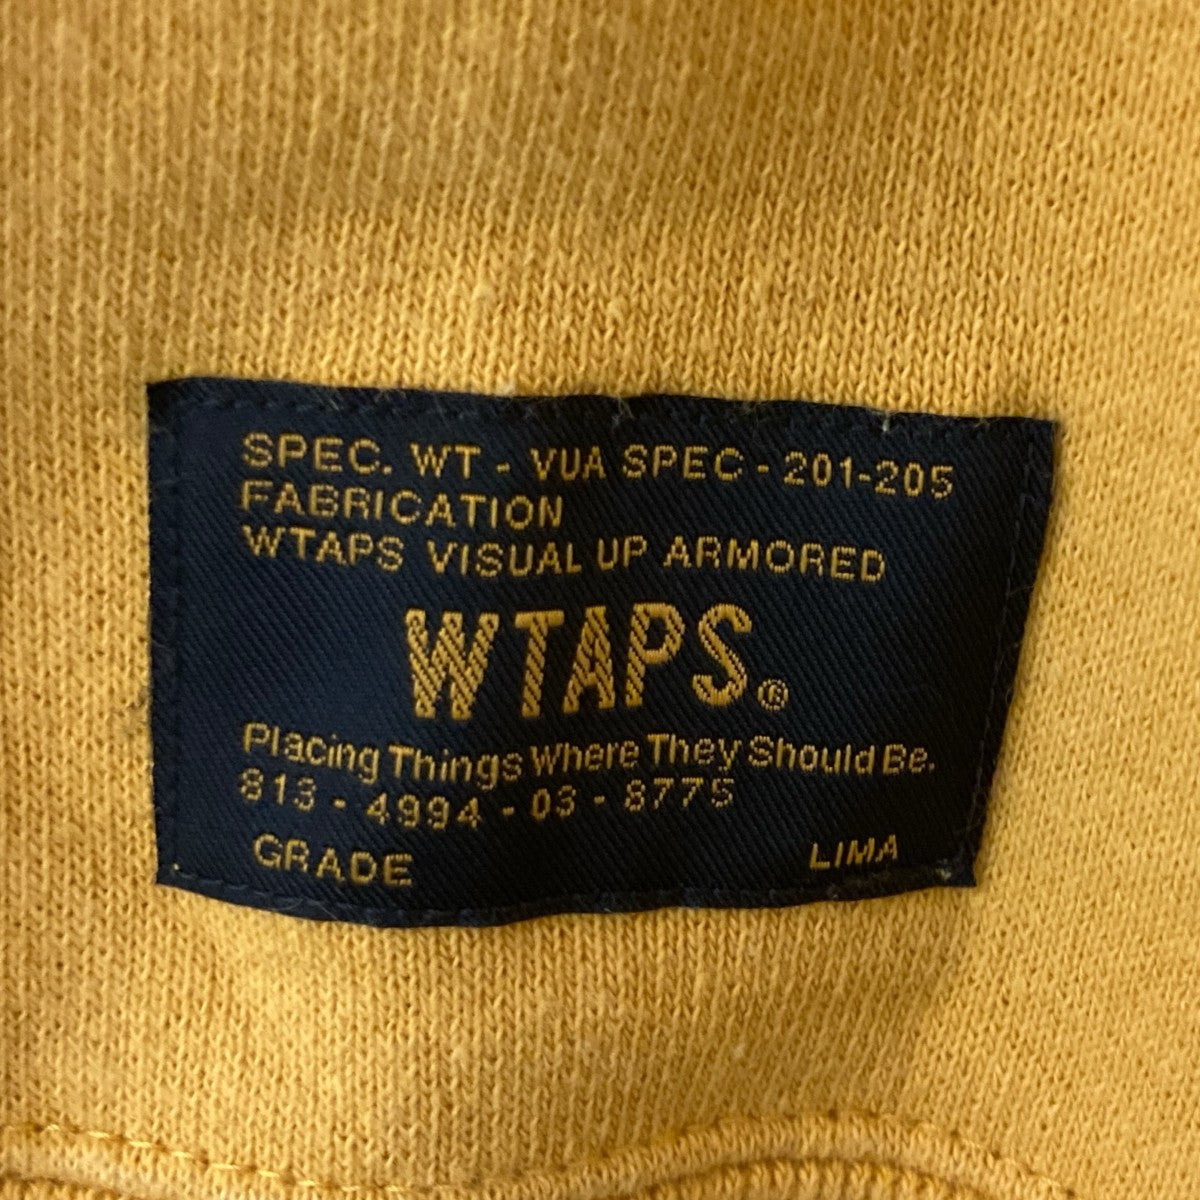 SPEC. WT - VUA SPEC - 201-205
FABRICATION
WTAPS VISUAL UP ARMORED
WTAPS®
Placing Things Where They Should Be.
813 - 4994 - 03 - 8775
GRADE LIMA